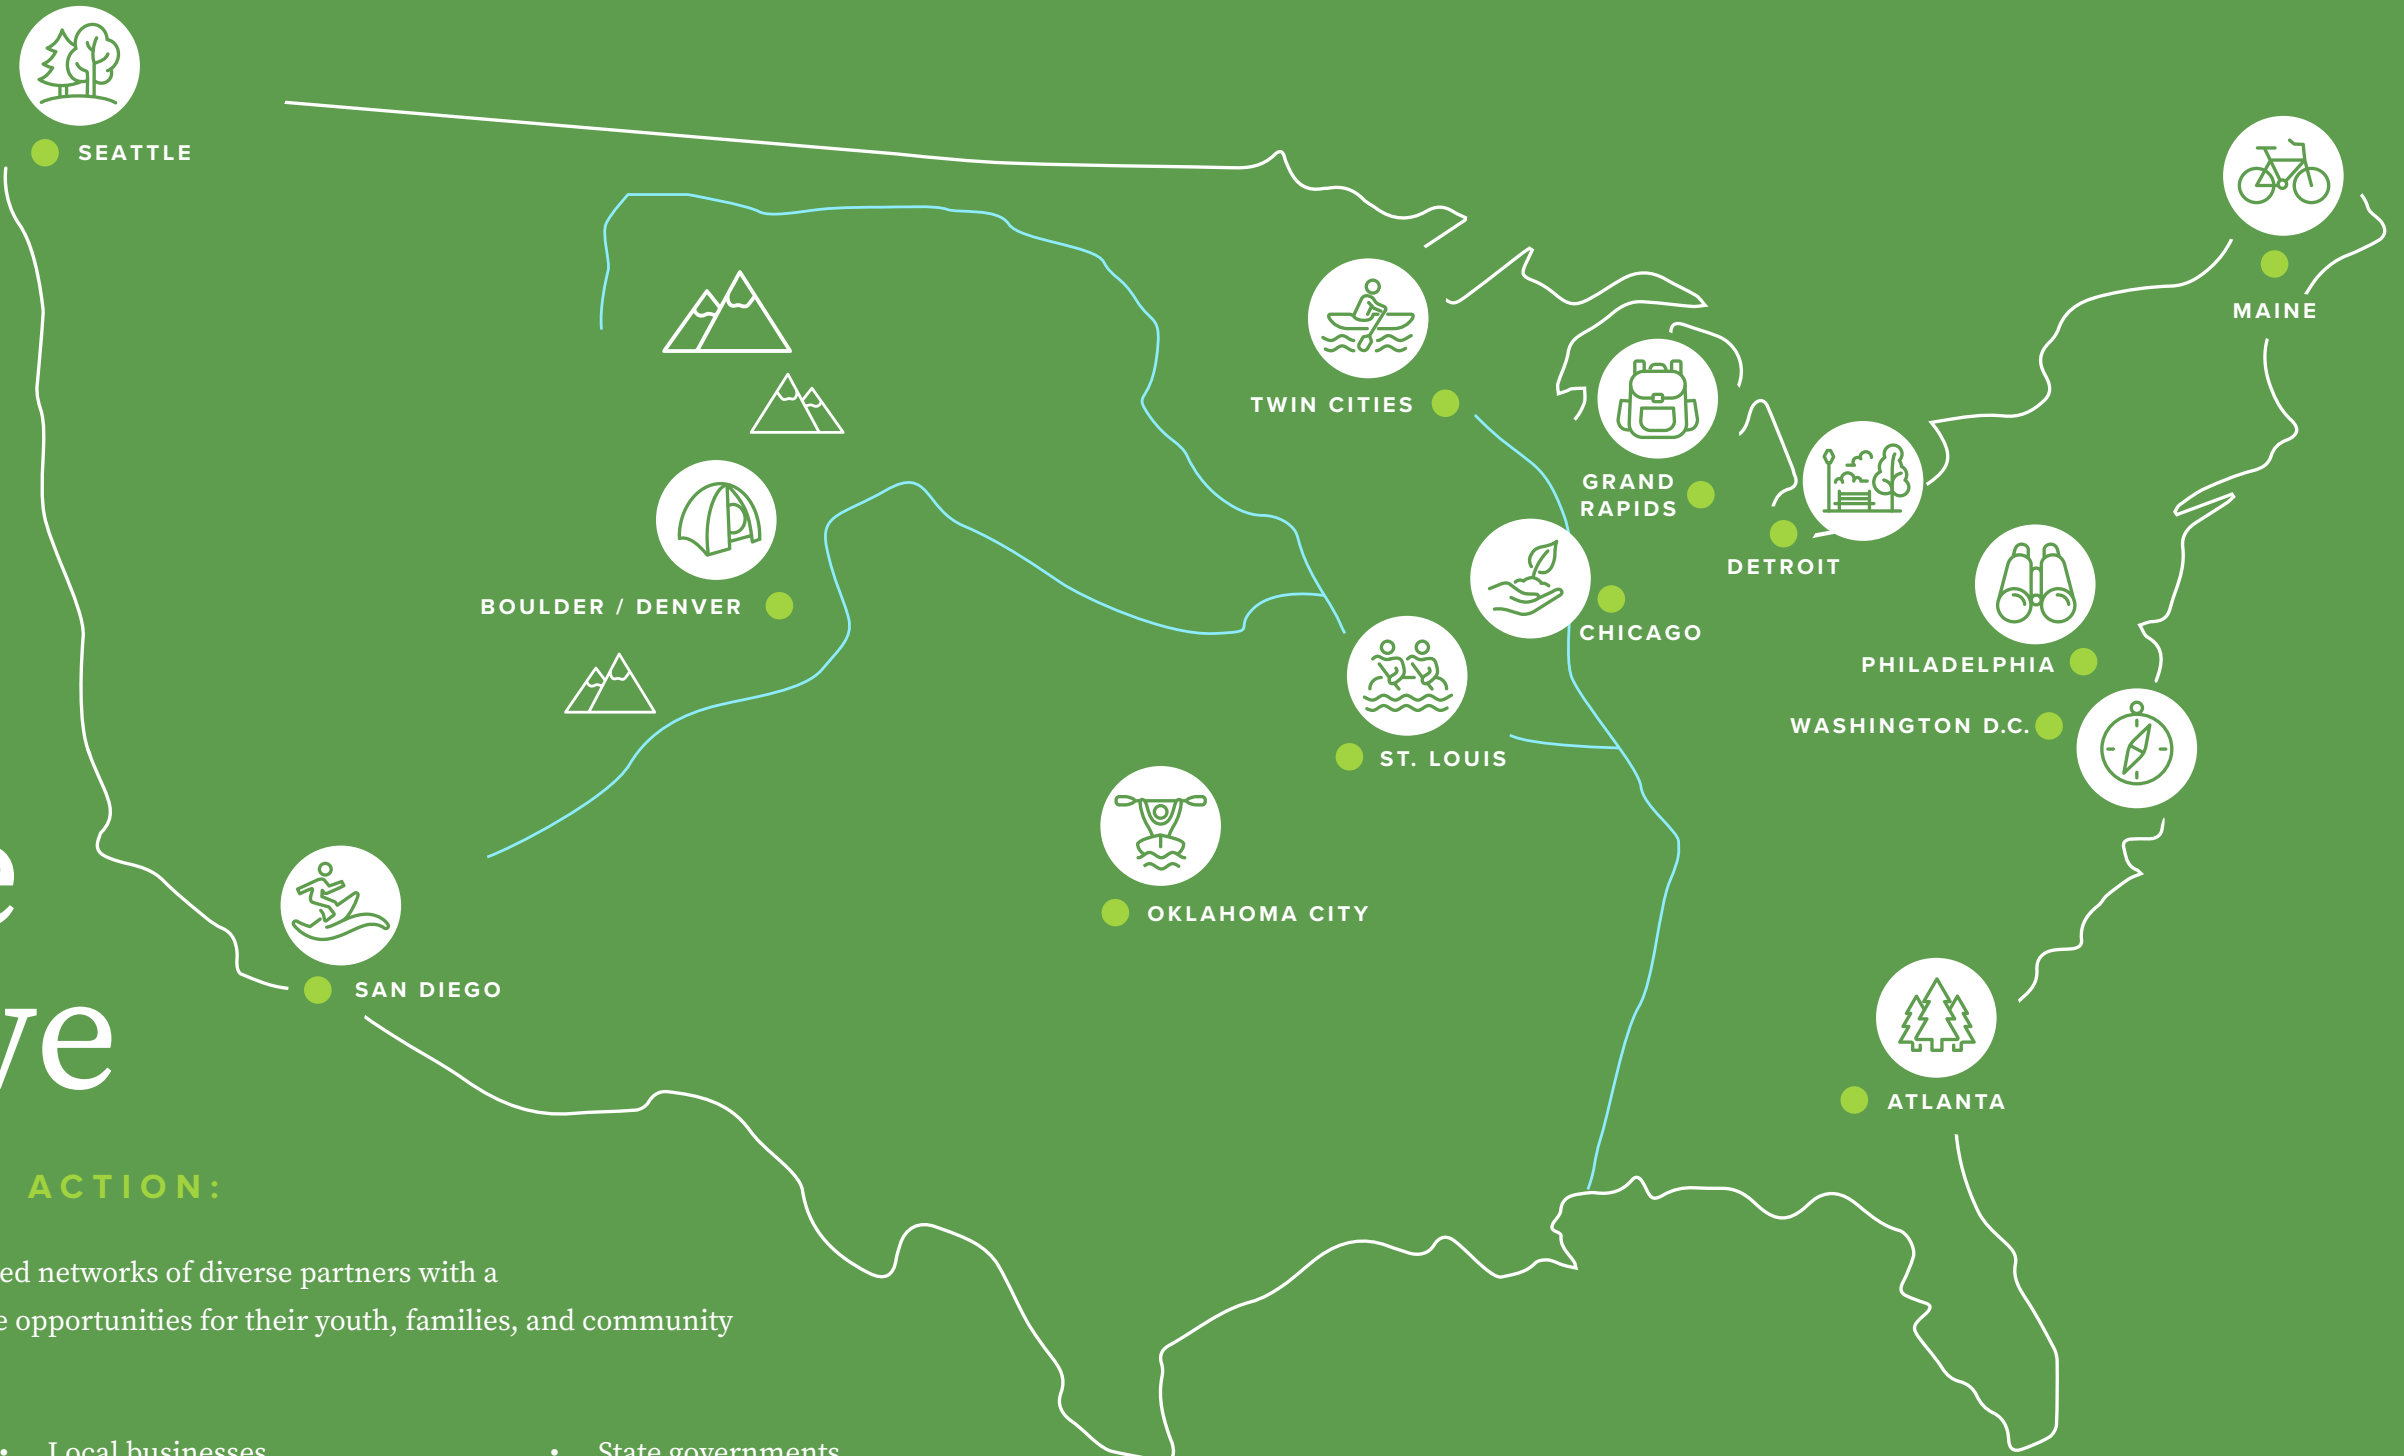 SEATTLE
MAINE
TWIN CITIES
GRAND
RAPIDS
DETROIT
BOULDER / DENVER
CHICAGO
PHILADELPHIA
WASHINGTON D.C.
ST. LOUIS
OKLAHOMA CITY
SAN DIEGO
ATLANTA
e
ve
ACTION:
ed networks of diverse partners with a
e opportunities for their youth, families, and community
• Local businesses
• State governments